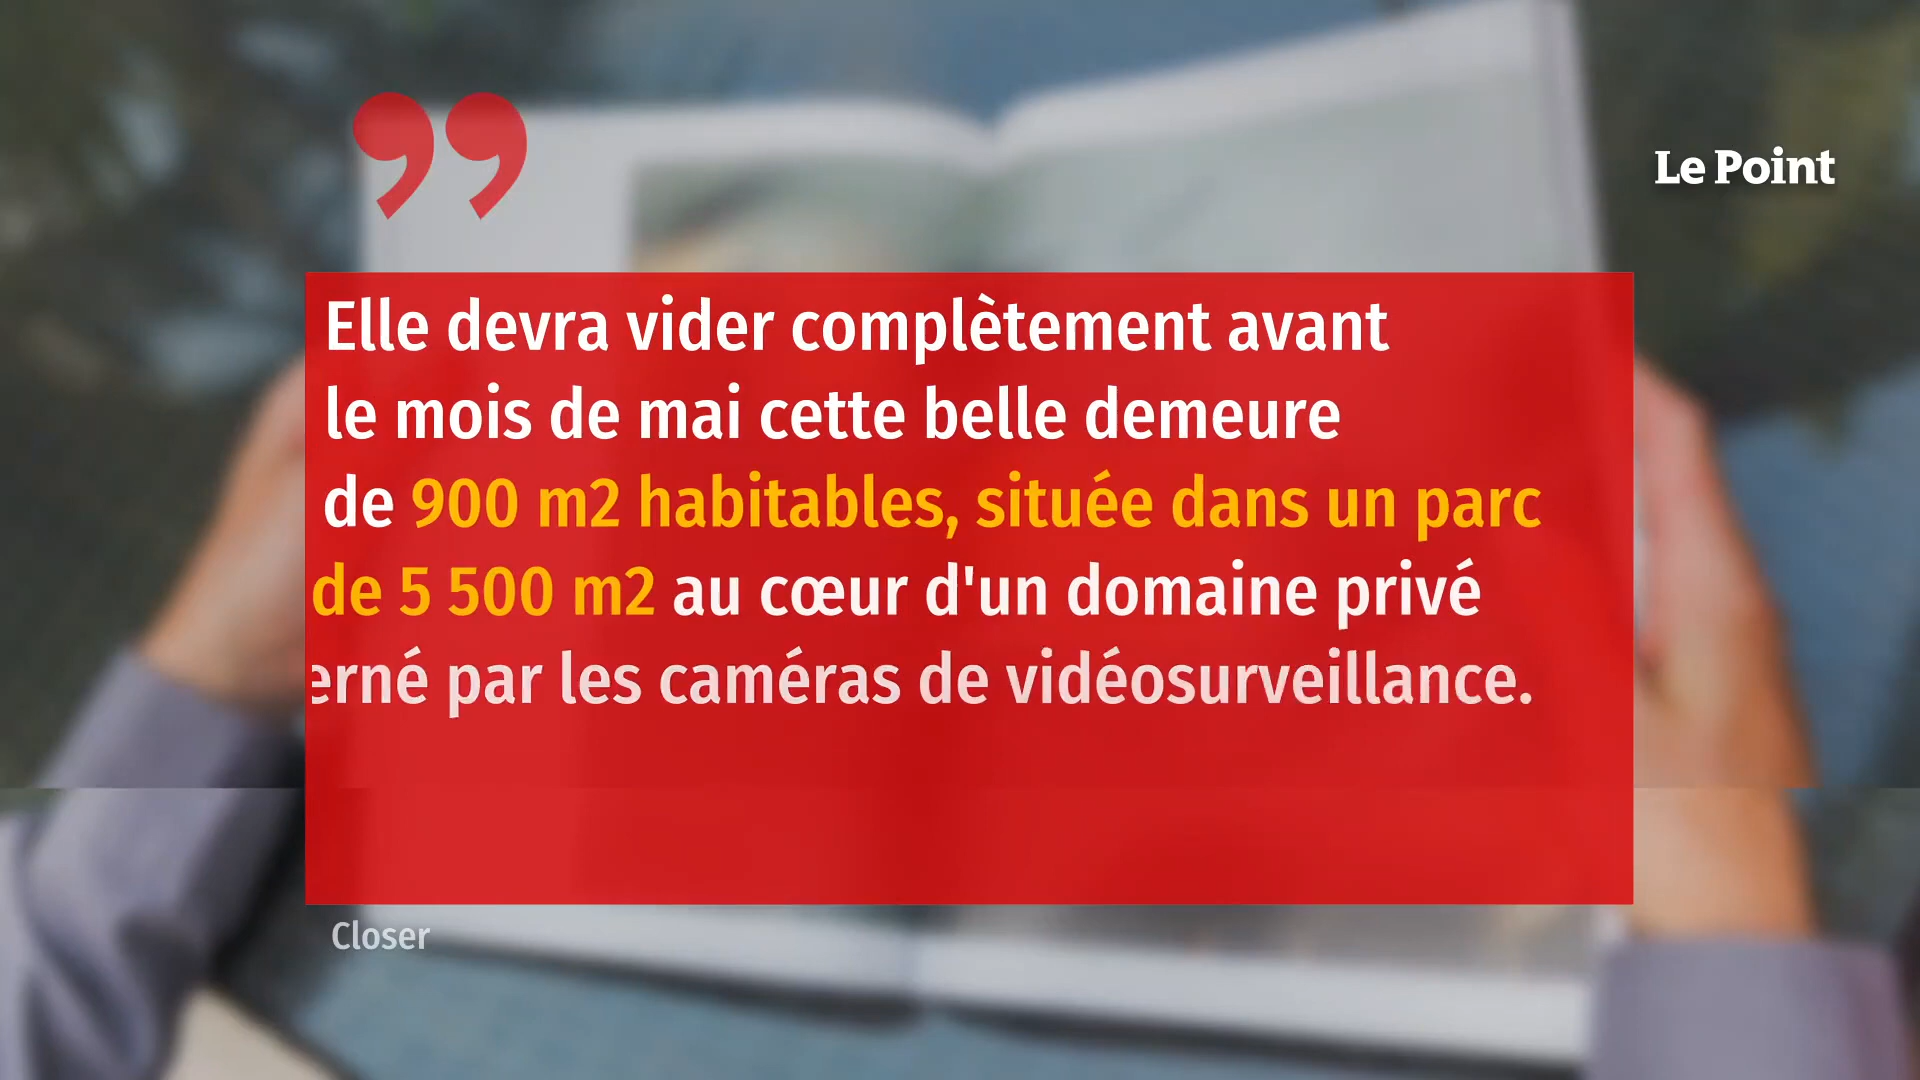 Le Point
Elle devra vider complètement avant
le mois de mai cette belle demeure
de 900 m2 habitables, située dans un parc
de 5 500 m2 au cœur d'un domaine privé
erné par les caméras de vidéosurveillance.
Closer